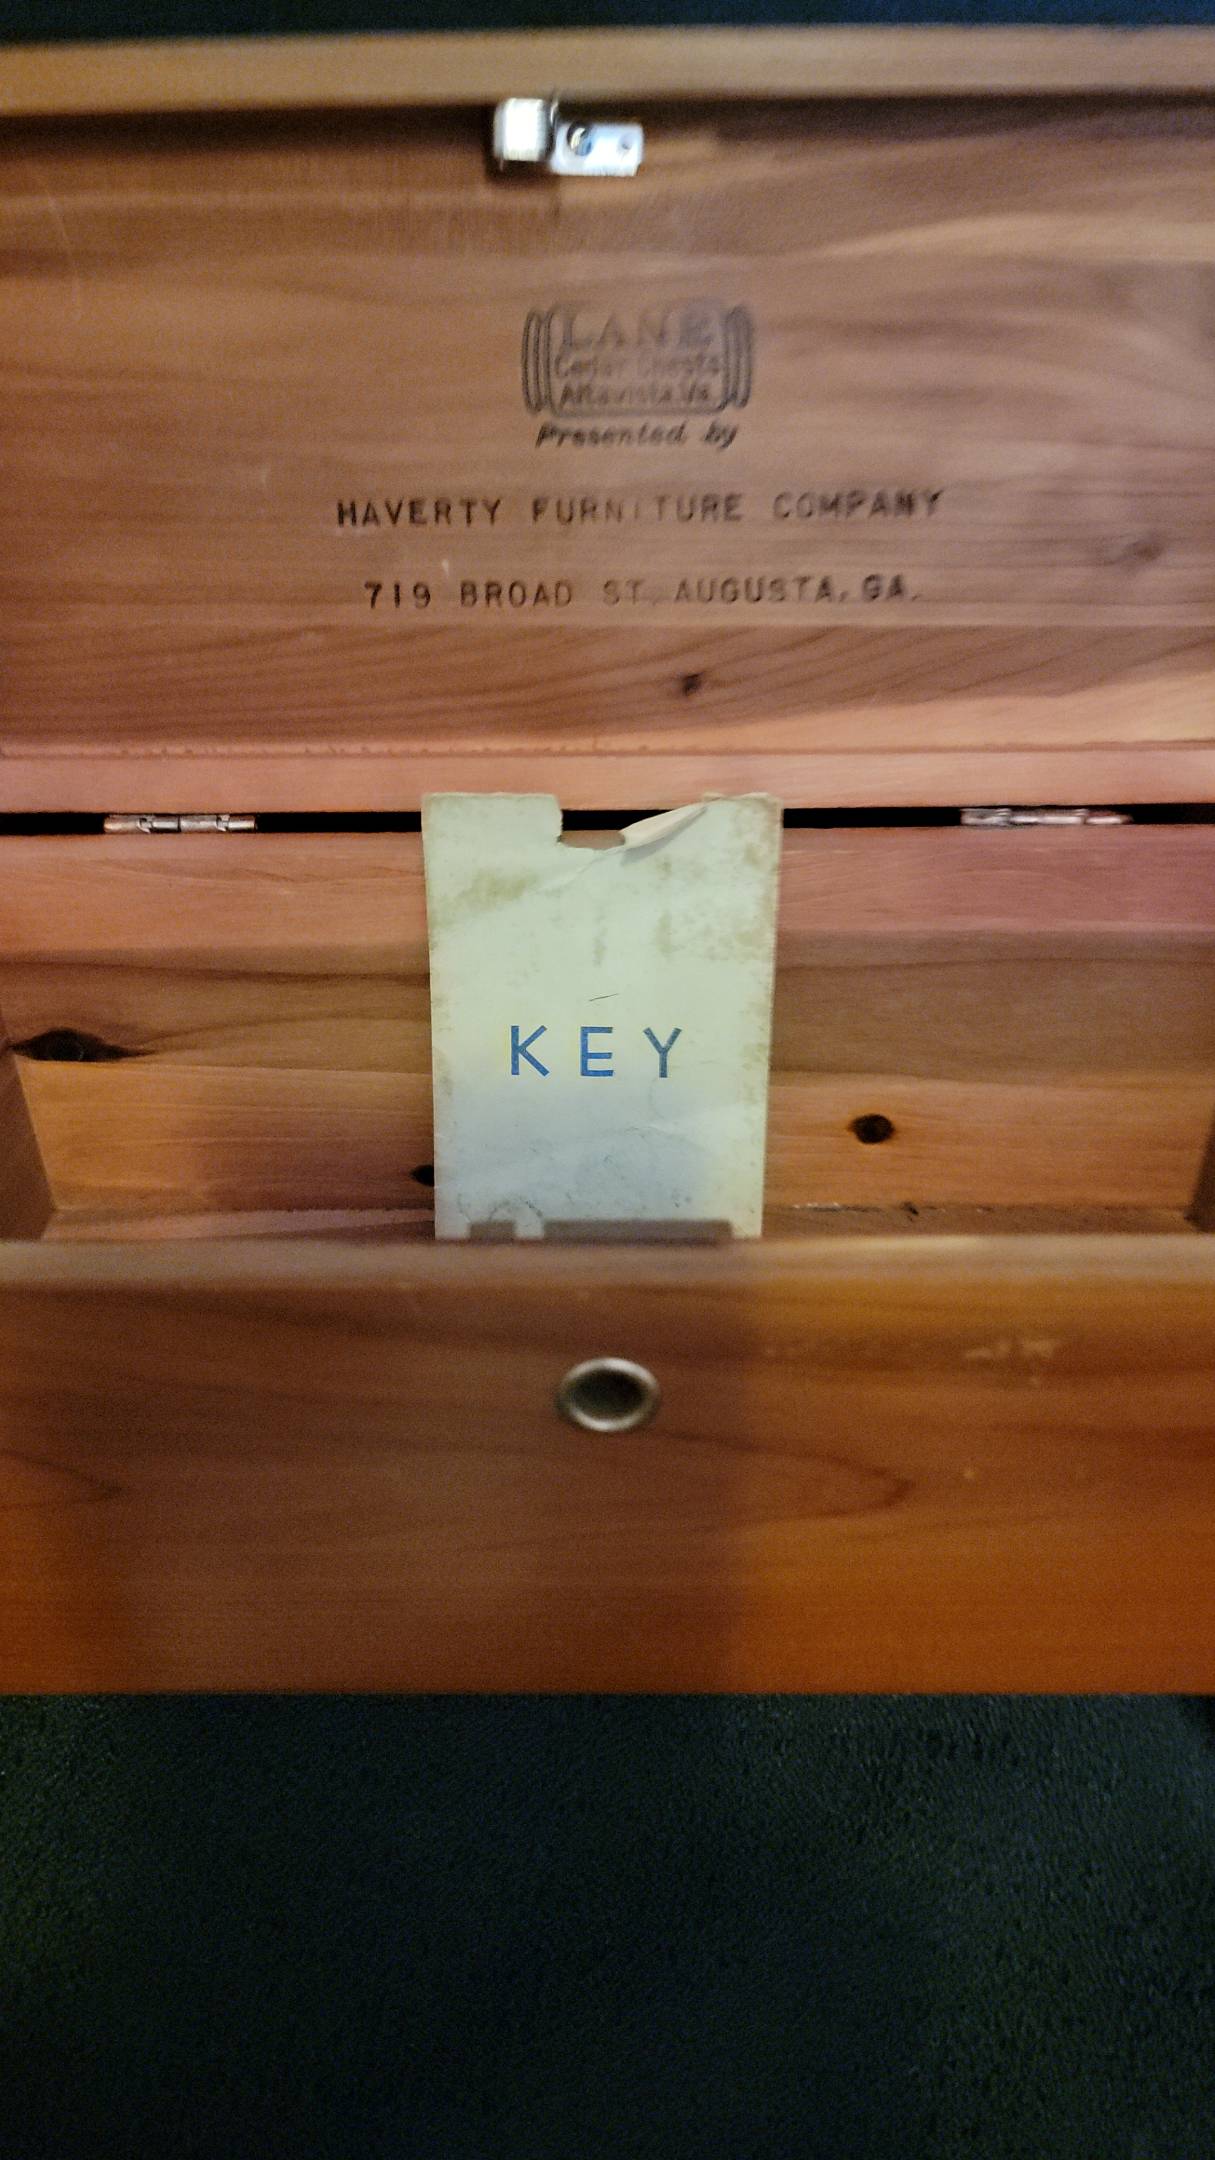 LANE
Cedar Chests
Altavista, Va.
Presented by
HAVERTY FURNITURE COMPANY
719 BROAD ST. AUGUSTA, GA.
KEY